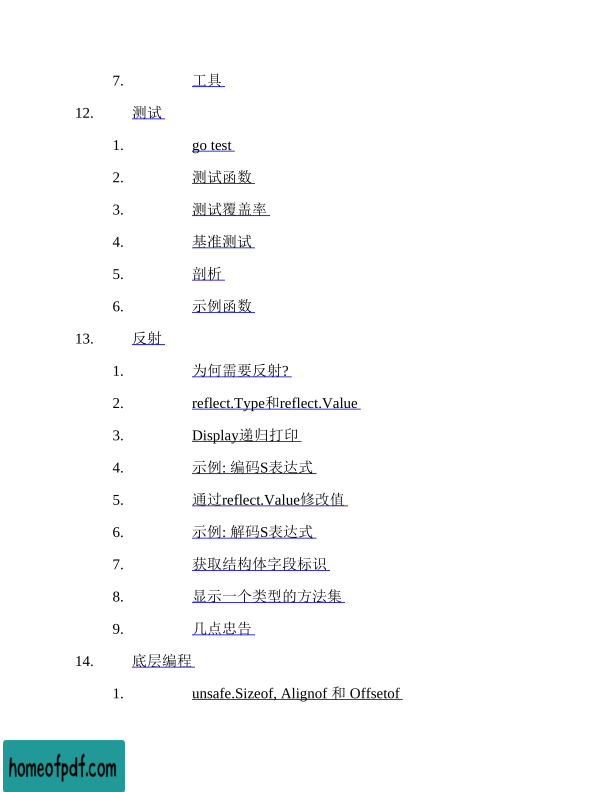 7. 工具
12. 测试
1. go test
2. 测试函数
3. 测试覆盖率
4. 基准测试
5. 剖析
6. 示例函数
13. 反射
1. 为何需要反射?
2. reflect.Type和reflect.Value
3. Display递归打印
4. 示例: 编码S表达式
5. 通过reflect.Value修改值
6. 示例: 解码S表达式
7. 获取结构体字段标识
8. 显示一个类型的方法集
9. 几点忠告
14. 底层编程
1. unsafe.Sizeof, Alignof 和 Offsetof
homeofpdf.com